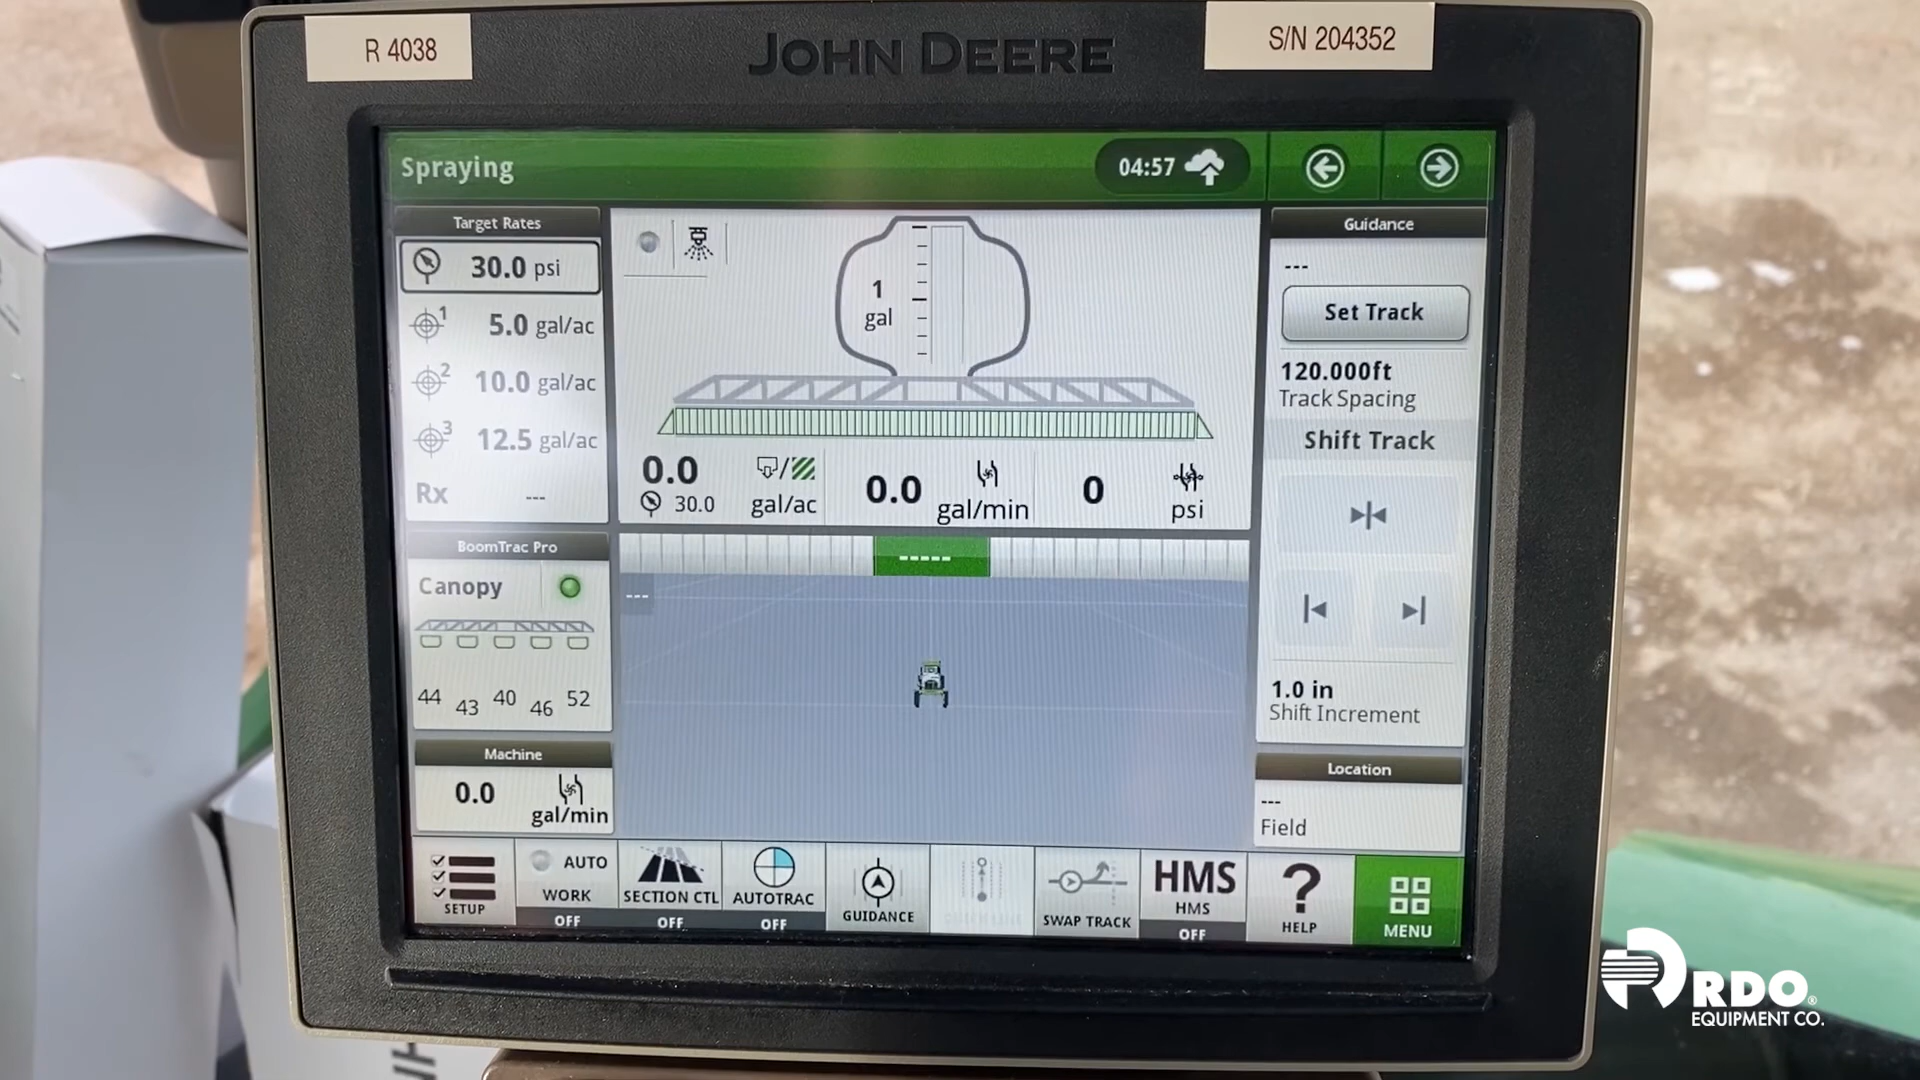 R 4038
JOHN DEERE
S/N 204352
Spraying
04:57
Target Rates
30.0 psi
1
5.0 gal/ac
2
10.0 gal/ac
3
12.5 gal/ac
Rx ---
1
gal
0.0
30.0
gal/ac
0.0
gal/min
0
psi
Guidance
---
Set Track
120.000ft
Track Spacing
Shift Track
1.0 in
Shift Increment
BoomTrac Pro
Canopy
44 43 40 46 52
-----
---
Machine
0.0
gal/min
Location
---
Field
SETUP
AUTO
WORK
OFF
SECTION CTL
OFF
AUTOTRAC
OFF
GUIDANCE
SWAP TRACK
HMS
HMS
OFF
?
HELP
MENU
RDO®
EQUIPMENT CO.